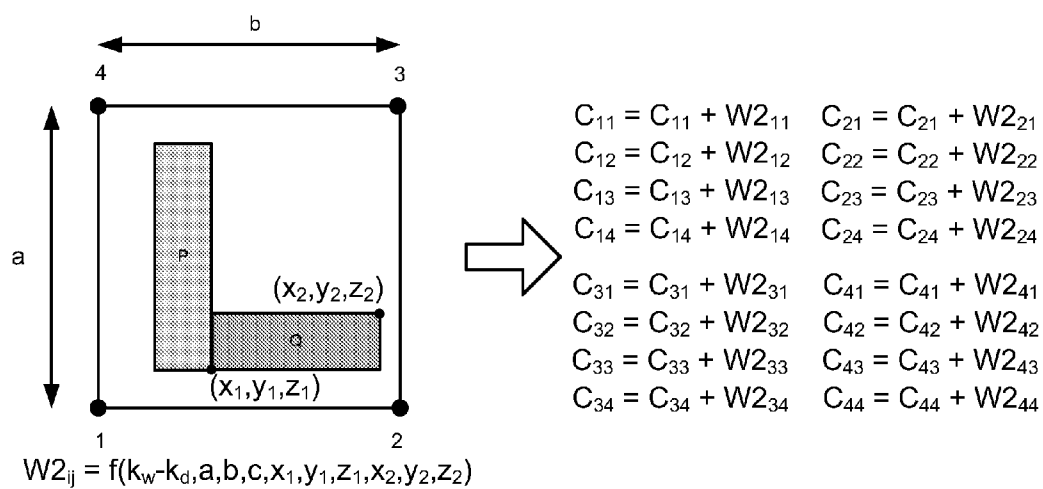 b
4 3
a
P
(x₂,y₂,z₂)
Q
(x₁,y₁,z₁)
1 2
W2ᵢⱼ = f(k_w-k_d,a,b,c,x₁,y₁,z₁,x₂,y₂,z₂)
C₁₁ = C₁₁ + W2₁₁ C₂₁ = C₂₁ + W2₂₁
C₁₂ = C₁₂ + W2₁₂ C₂₂ = C₂₂ + W2₂₂
C₁₃ = C₁₃ + W2₁₃ C₂₃ = C₂₃ + W2₂₃
C₁₄ = C₁₄ + W2₁₄ C₂₄ = C₂₄ + W2₂₄
C₃₁ = C₃₁ + W2₃₁ C₄₁ = C₄₁ + W2₄₁
C₃₂ = C₃₂ + W2₃₂ C₄₂ = C₄₂ + W2₄₂
C₃₃ = C₃₃ + W2₃₃ C₄₃ = C₄₃ + W2₄₃
C₃₄ = C₃₄ + W2₃₄ C₄₄ = C₄₄ + W2₄₄